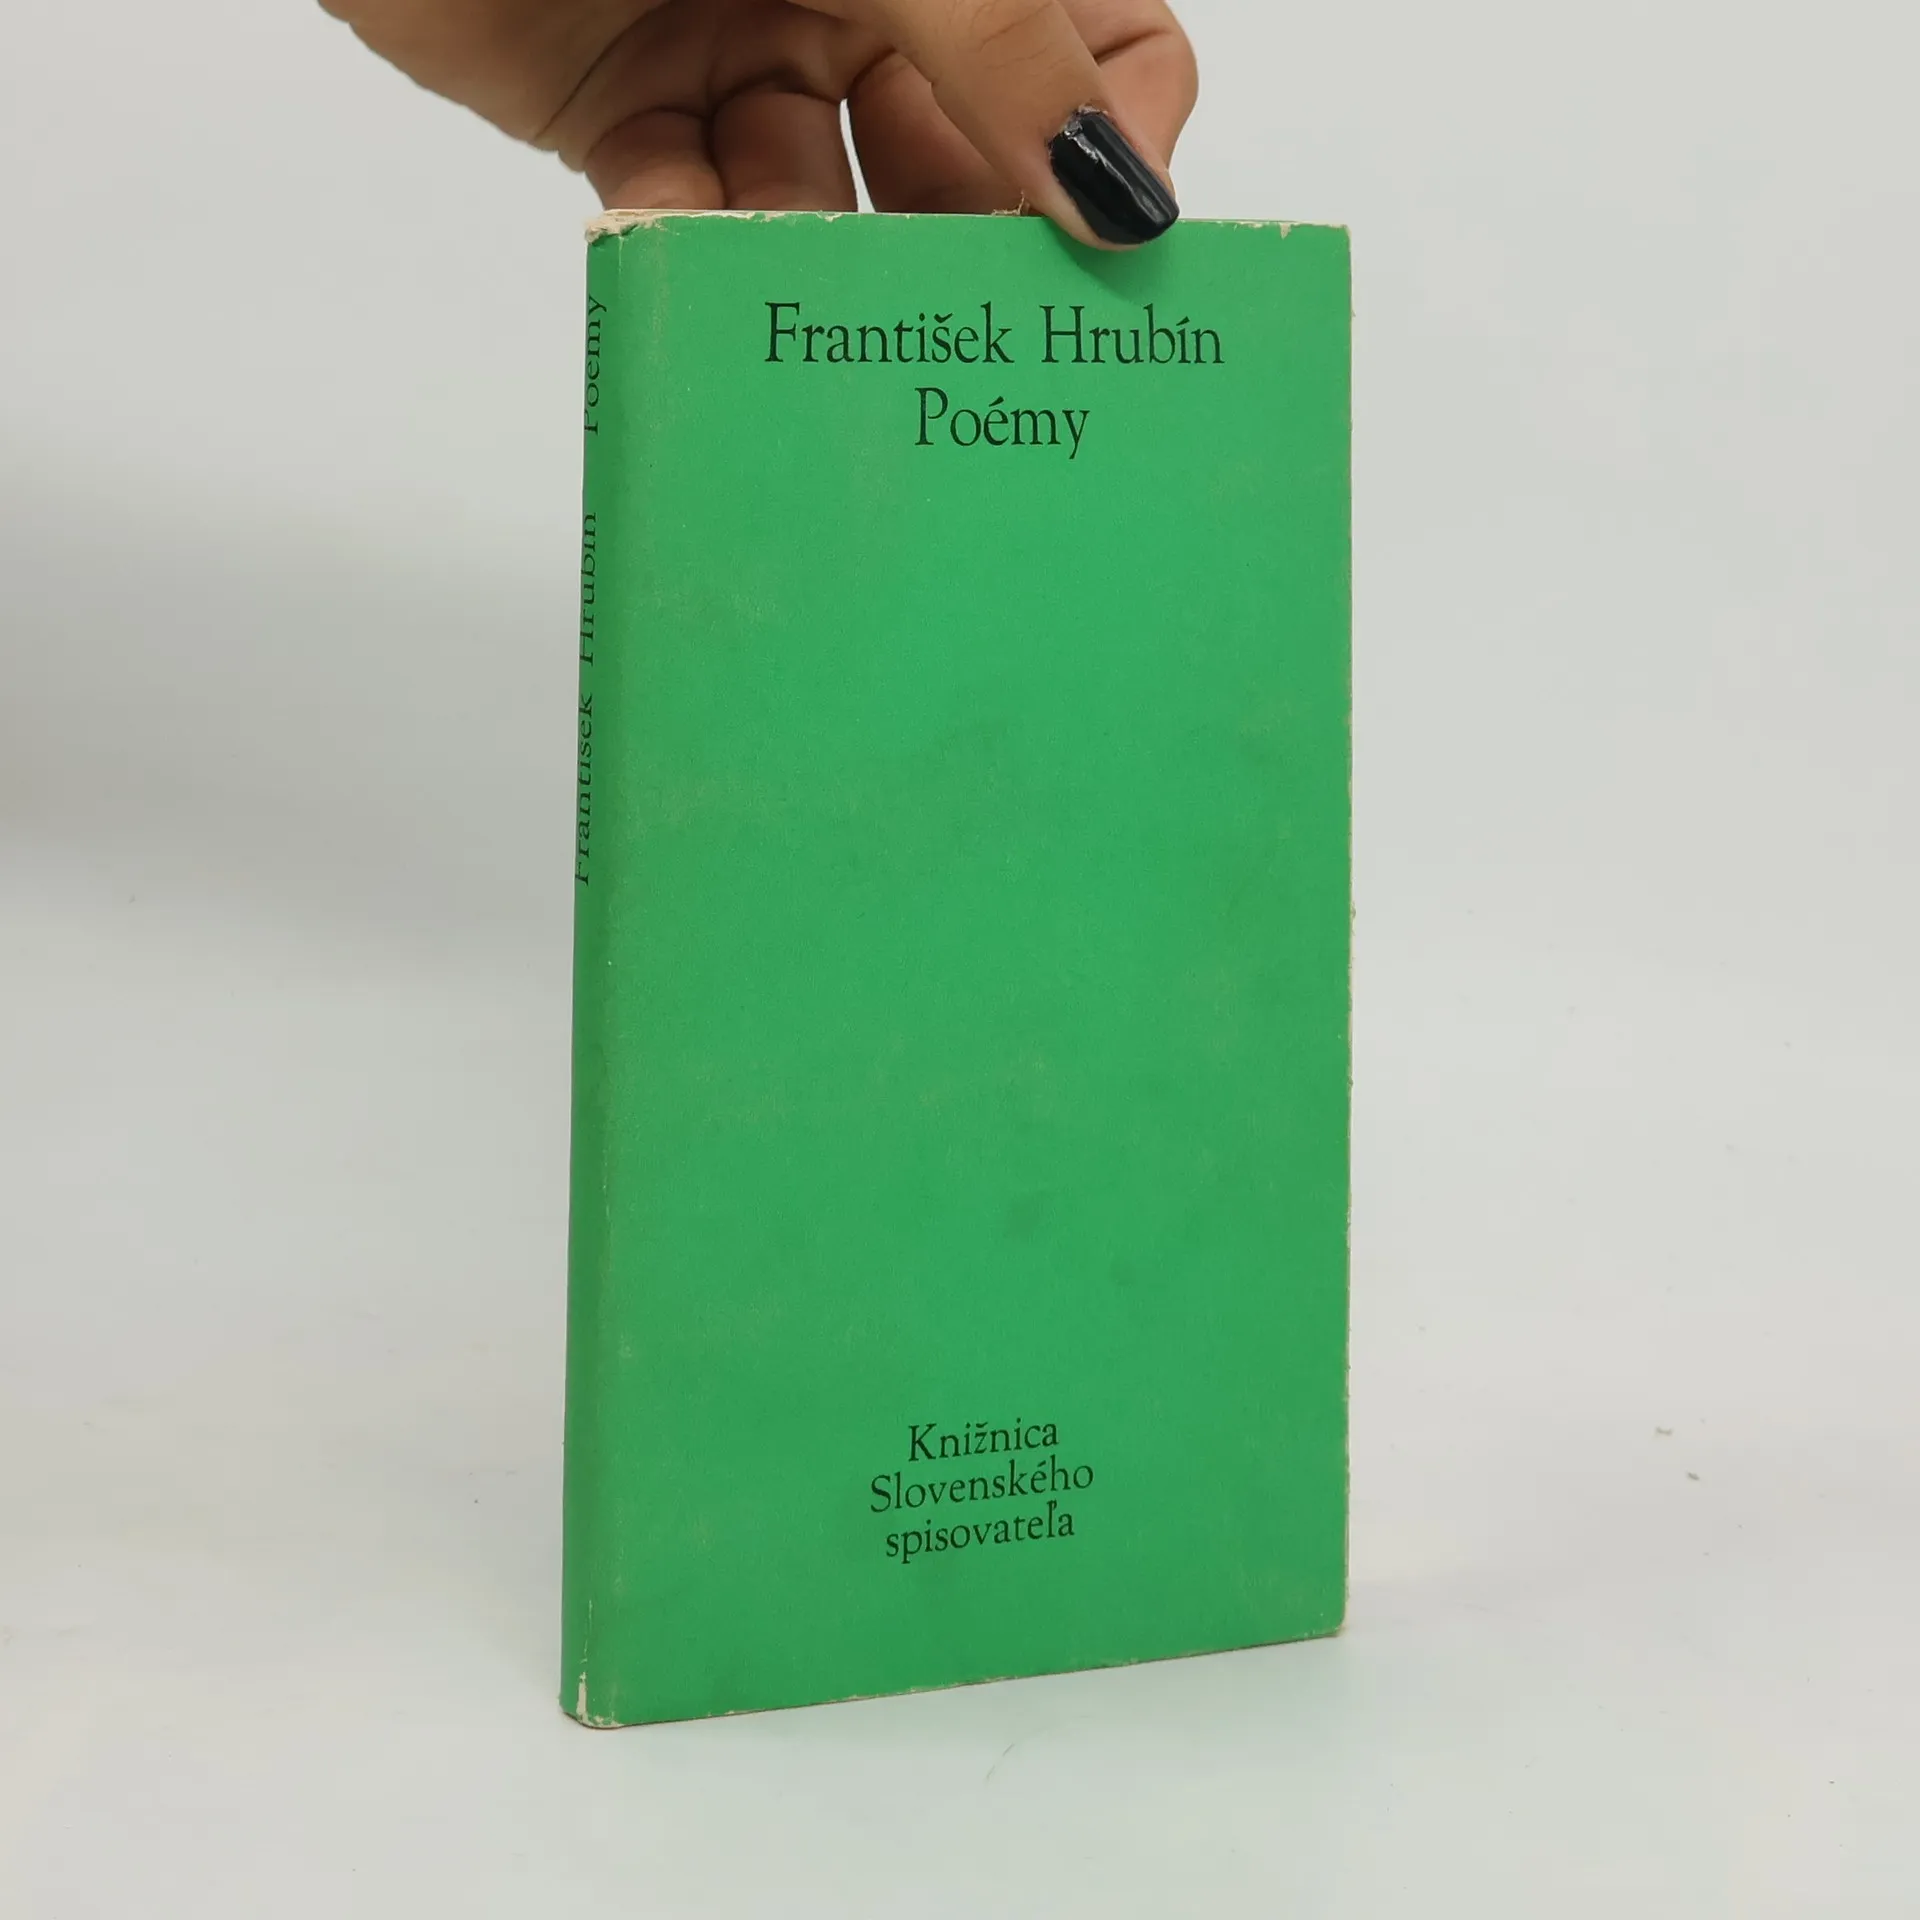 František Hrubín
Poémy
Knižnica
Slovenského
spisovateľa
František Hrubín Poémy